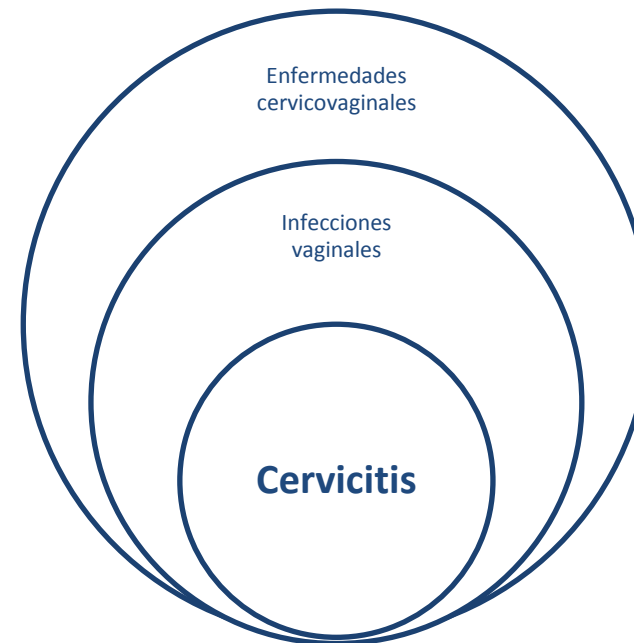 Enfermedades
cervicovaginales
Infecciones
vaginales
Cervicitis